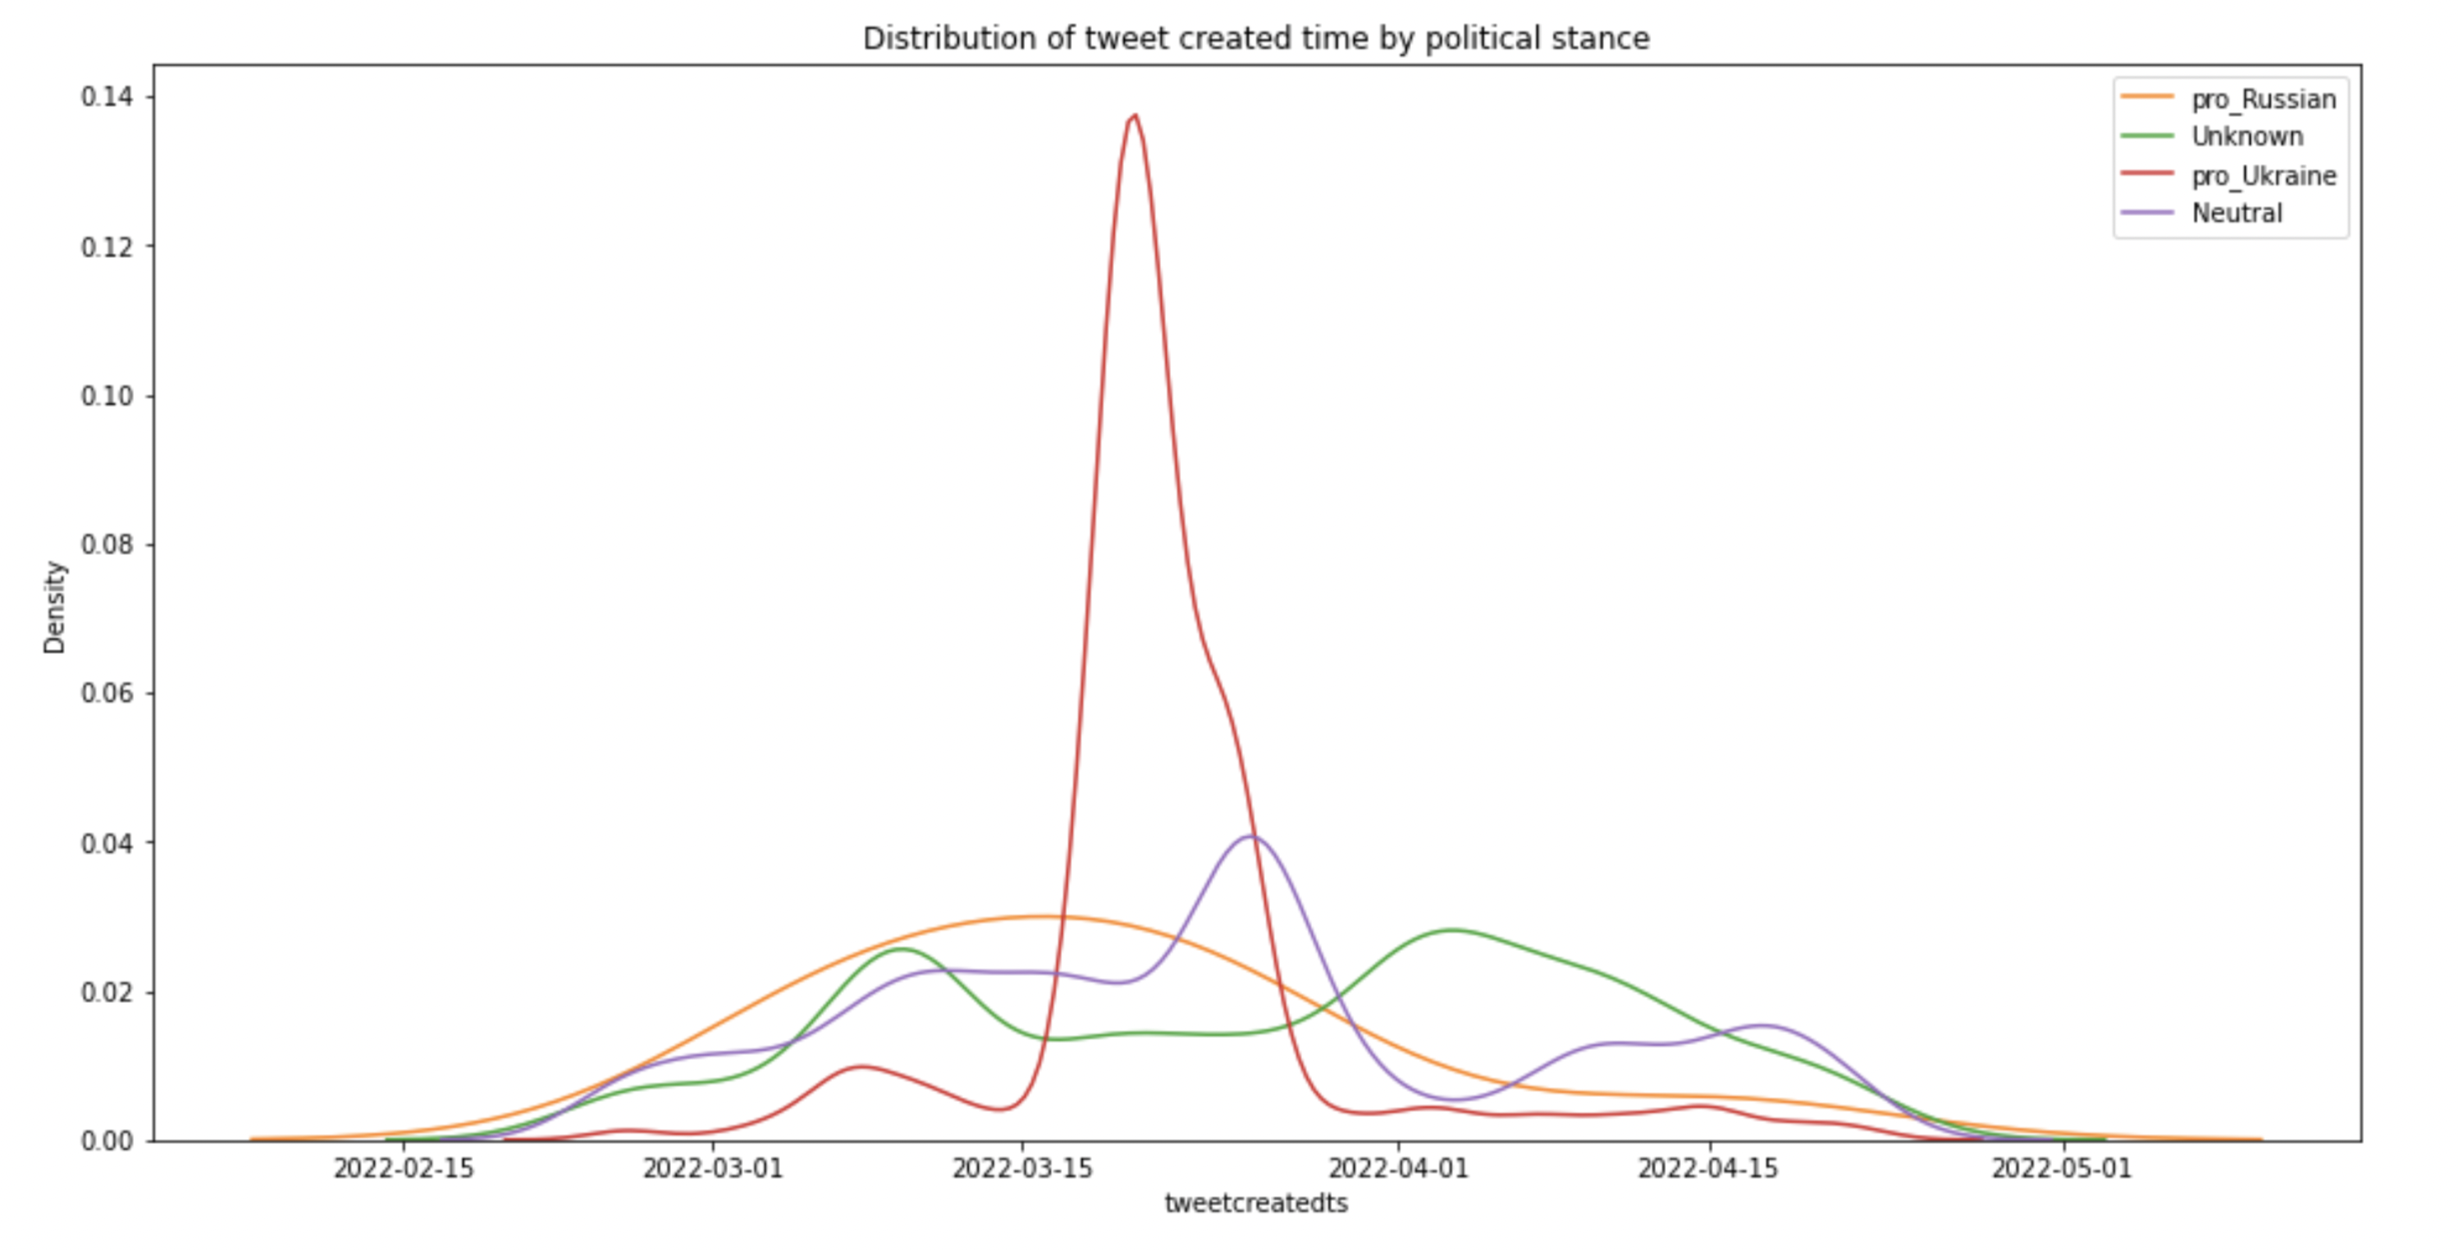 Distribution of tweet created time by political stance
pro_Russian
Unknown
pro_Ukraine
Neutral
0.14
0.12
0.10
0.08
0.06
0.04
0.02
0.00
Density
2022-02-15
2022-03-01
2022-03-15
2022-04-01
2022-04-15
2022-05-01
tweetcreatedts